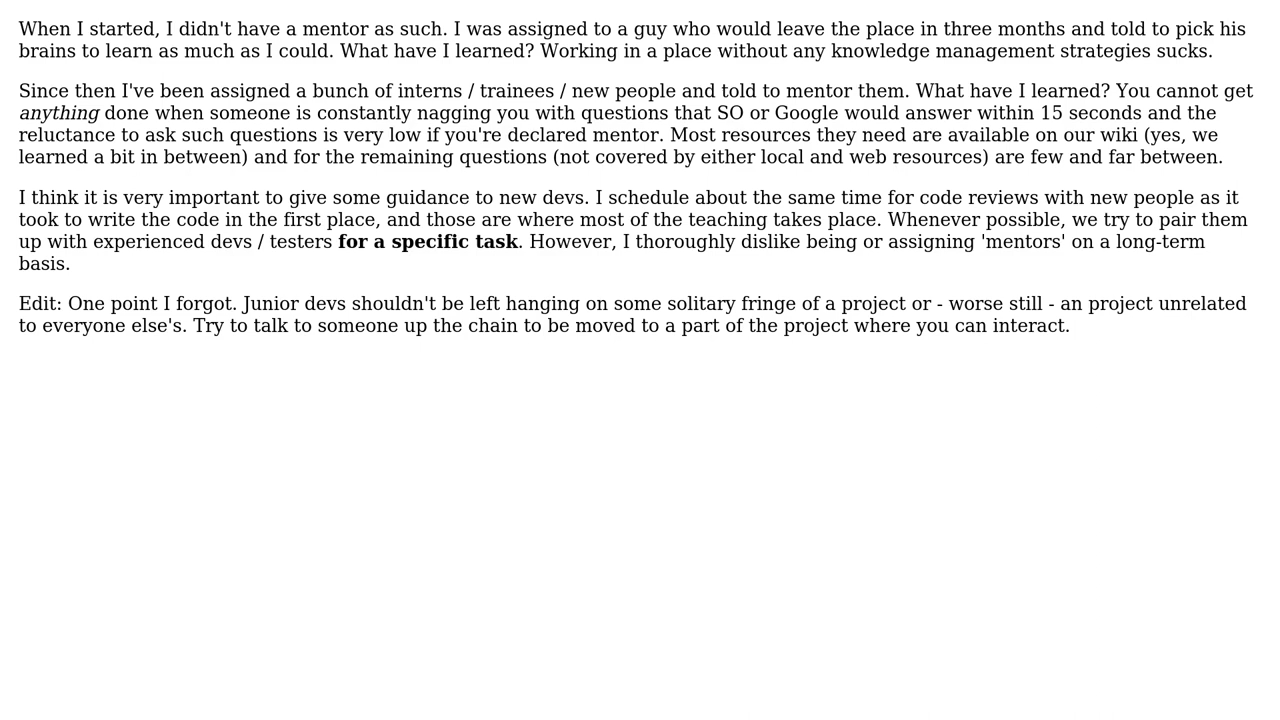 When I started, I didn't have a mentor as such. I was assigned to a guy who would leave the place in three months and told to pick his
brains to learn as much as I could. What have I learned? Working in a place without any knowledge management strategies sucks.
Since then I've been assigned a bunch of interns / trainees / new people and told to mentor them. What have I learned? You cannot get
anything done when someone is constantly nagging you with questions that SO or Google would answer within 15 seconds and the
reluctance to ask such questions is very low if you're declared mentor. Most resources they need are available on our wiki (yes, we
learned a bit in between) and for the remaining questions (not covered by either local and web resources) are few and far between.
I think it is very important to give some guidance to new devs. I schedule about the same time for code reviews with new people as it
took to write the code in the first place, and those are where most of the teaching takes place. Whenever possible, we try to pair them
up with experienced devs / testers for a specific task. However, I thoroughly dislike being or assigning 'mentors' on a long-term
basis.
Edit: One point I forgot. Junior devs shouldn't be left hanging on some solitary fringe of a project or - worse still - an project unrelated
to everyone else's. Try to talk to someone up the chain to be moved to a part of the project where you can interact.